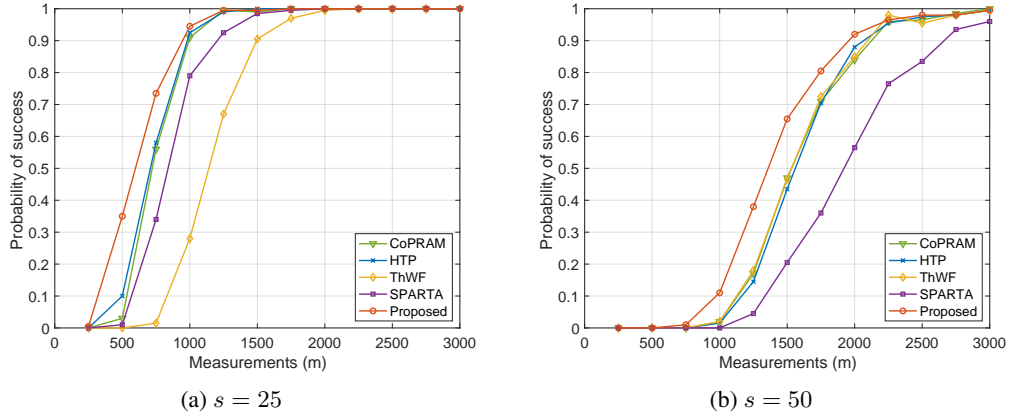 1
0.9
0.8
0.7
0.6
0.5
0.4
0.3
0.2
0.1
0
Probability of success
0 500 1000 1500 2000 2500 3000
Measurements (m)
CoPRAM
HTP
ThWF
SPARTA
Proposed
(a) s = 25
1
0.9
0.8
0.7
0.6
0.5
0.4
0.3
0.2
0.1
0
Probability of success
0 500 1000 1500 2000 2500 3000
Measurements (m)
CoPRAM
HTP
ThWF
SPARTA
Proposed
(b) s = 50